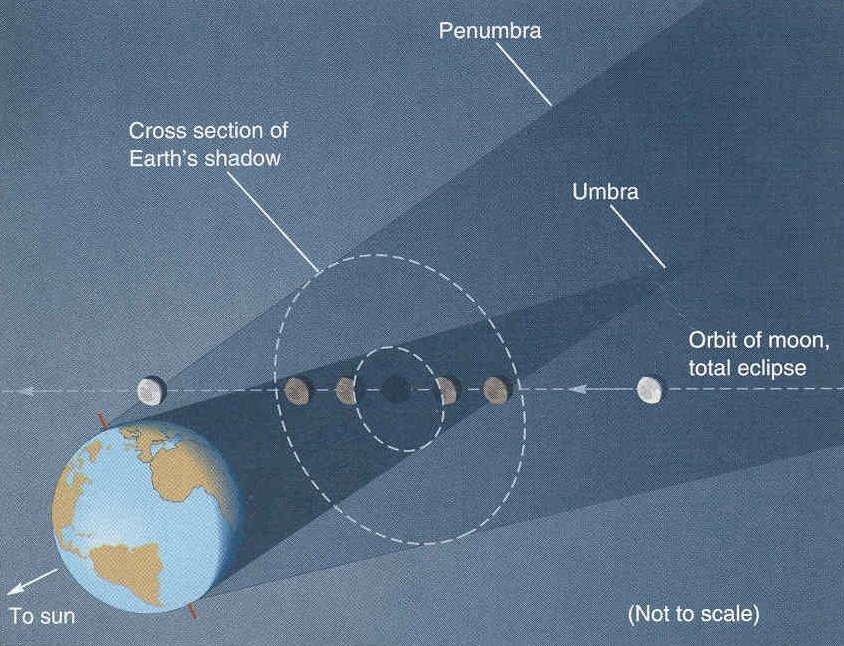 Penumbra
Cross section of
Earth's shadow
Umbra
Orbit of moon,
total eclipse
To sun
(Not to scale)